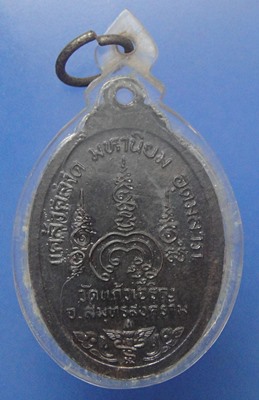 แคล้วคลาด มหานิยม อุดมลาภ
วัดแก้วเจริญ
อ.สมุทรสงคราม